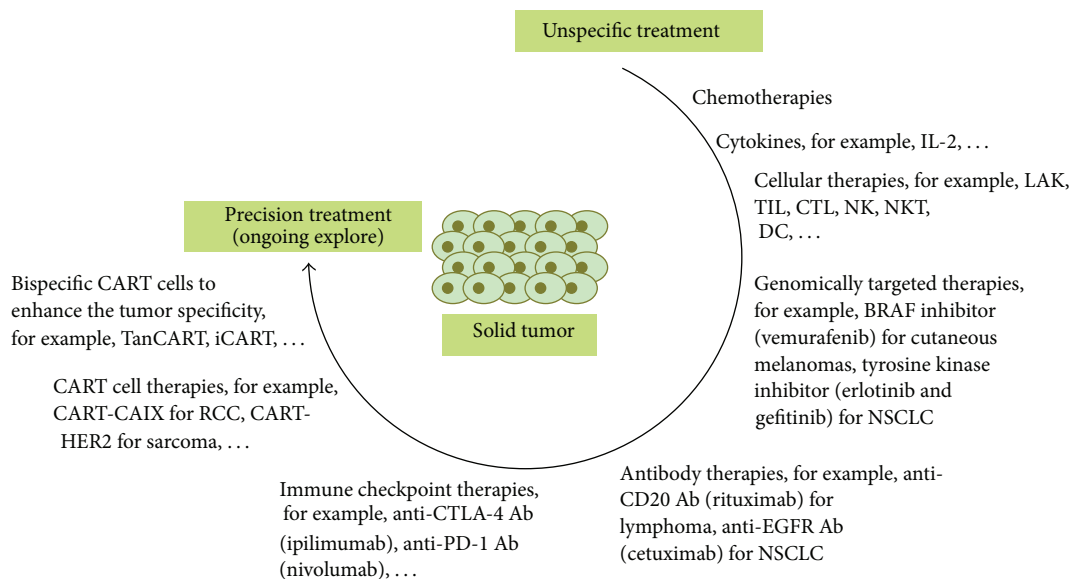 Unspecific treatment
Chemotherapies
Cytokines, for example, IL-2, . . .
Cellular therapies, for example, LAK,
TIL, CTL, NK, NKT,
DC, . . .
Genomically targeted therapies,
for example, BRAF inhibitor
(vemurafenib) for cutaneous
melanomas, tyrosine kinase
inhibitor (erlotinib and
gefitinib) for NSCLC
Antibody therapies, for example, anti-
CD20 Ab (rituximab) for
lymphoma, anti-EGFR Ab
(cetuximab) for NSCLC
Immune checkpoint therapies,
for example, anti-CTLA-4 Ab
(ipilimumab), anti-PD-1 Ab
(nivolumab), . . .
CART cell therapies, for example,
CART-CAIX for RCC, CART-
HER2 for sarcoma, . . .
Bispecific CART cells to
enhance the tumor specificity,
for example, TanCART, iCART, . . .
Precision treatment
(ongoing explore)
Solid tumor